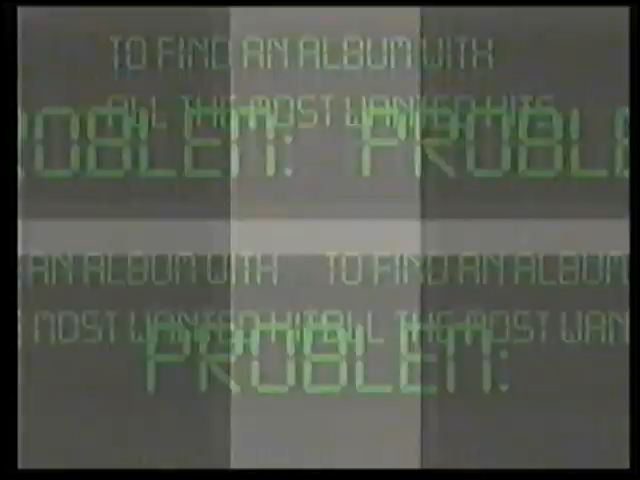 TO FIND AN ALBUM WITH
ALL THE MOST WANTED HITS
ROBLEM: PROBLE
AN ALBUM WITH TO FIND AN ALBUM
MOST WANTED HITS ALL THE MOST WAN
PROBLEM: